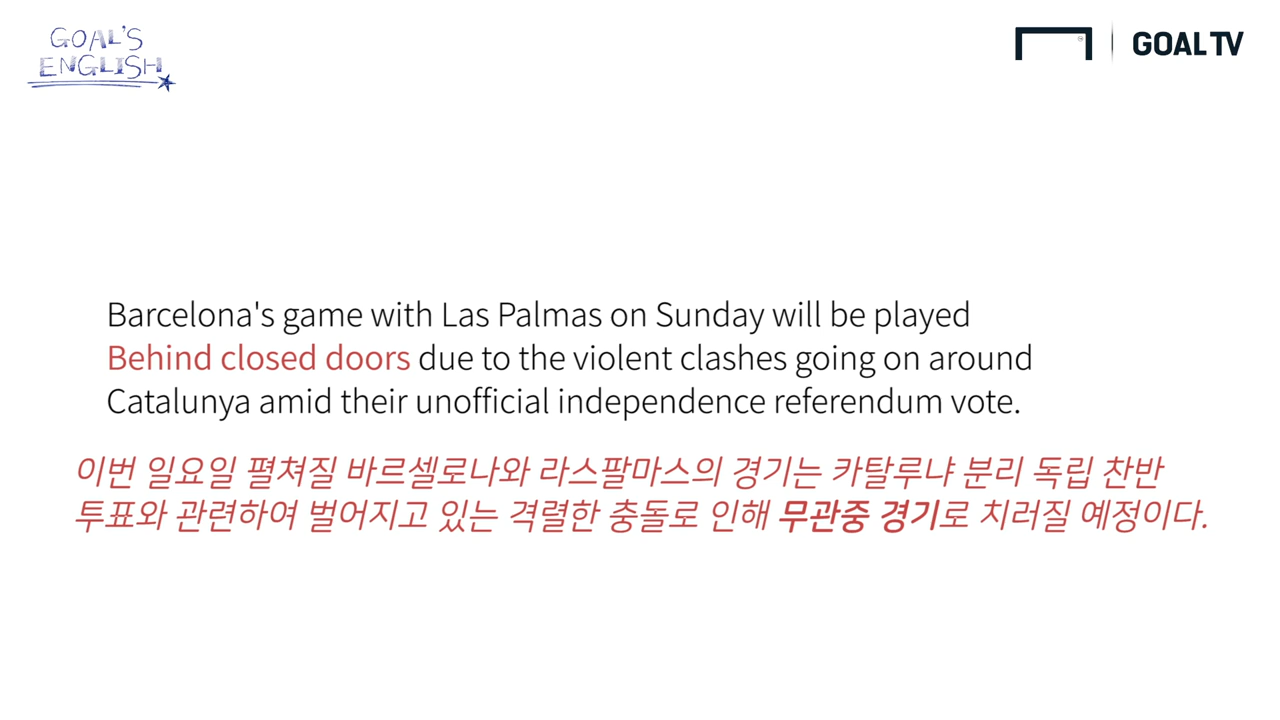 GOAL'S
ENGLISH
GOAL TV
Barcelona's game with Las Palmas on Sunday will be played
Behind closed doors due to the violent clashes going on around
Catalunya amid their unofficial independence referendum vote.
이번 일요일 펼쳐질 바르셀로나와 라스팔마스의 경기는 카탈루냐 분리 독립 찬반
투표와 관련하여 벌어지고 있는 격렬한 충돌로 인해 무관중 경기로 치러질 예정이다.